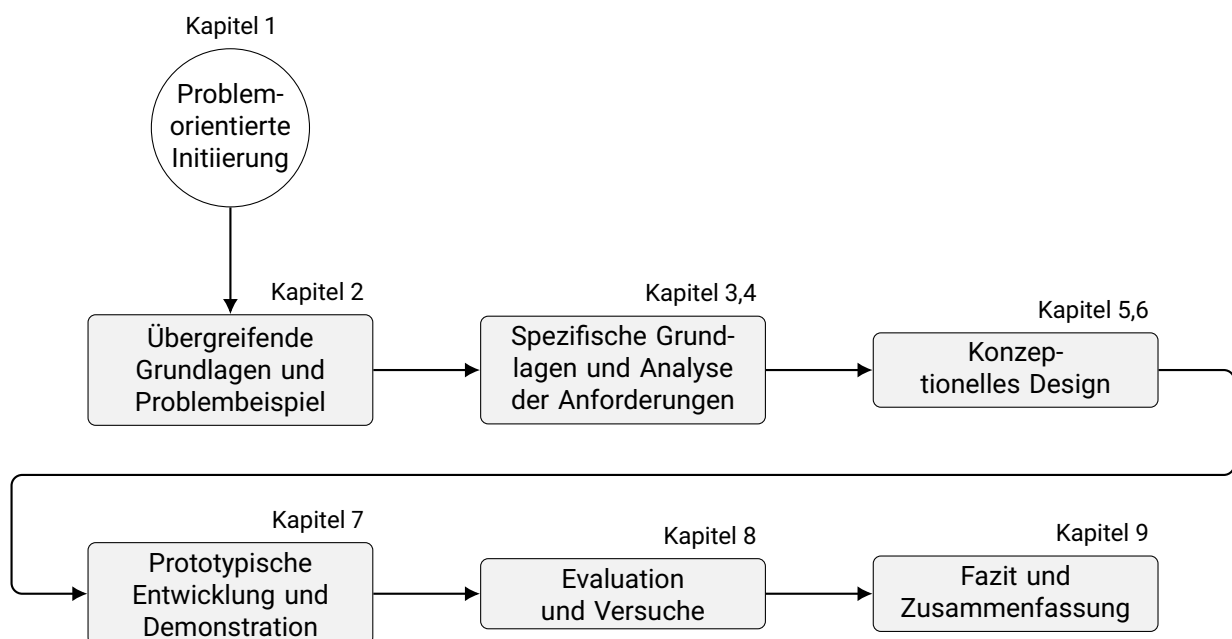 Kapitel 1
Problem-
orientierte
Initiierung
Kapitel 2
Übergreifende
Grundlagen und
Problembeispiel
Kapitel 3,4
Spezifische Grund-
lagen und Analyse
der Anforderungen
Kapitel 5,6
Konzep-
tionelles Design
Kapitel 7
Prototypische
Entwicklung und
Demonstration
Kapitel 8
Evaluation
und Versuche
Kapitel 9
Fazit und
Zusammenfassung